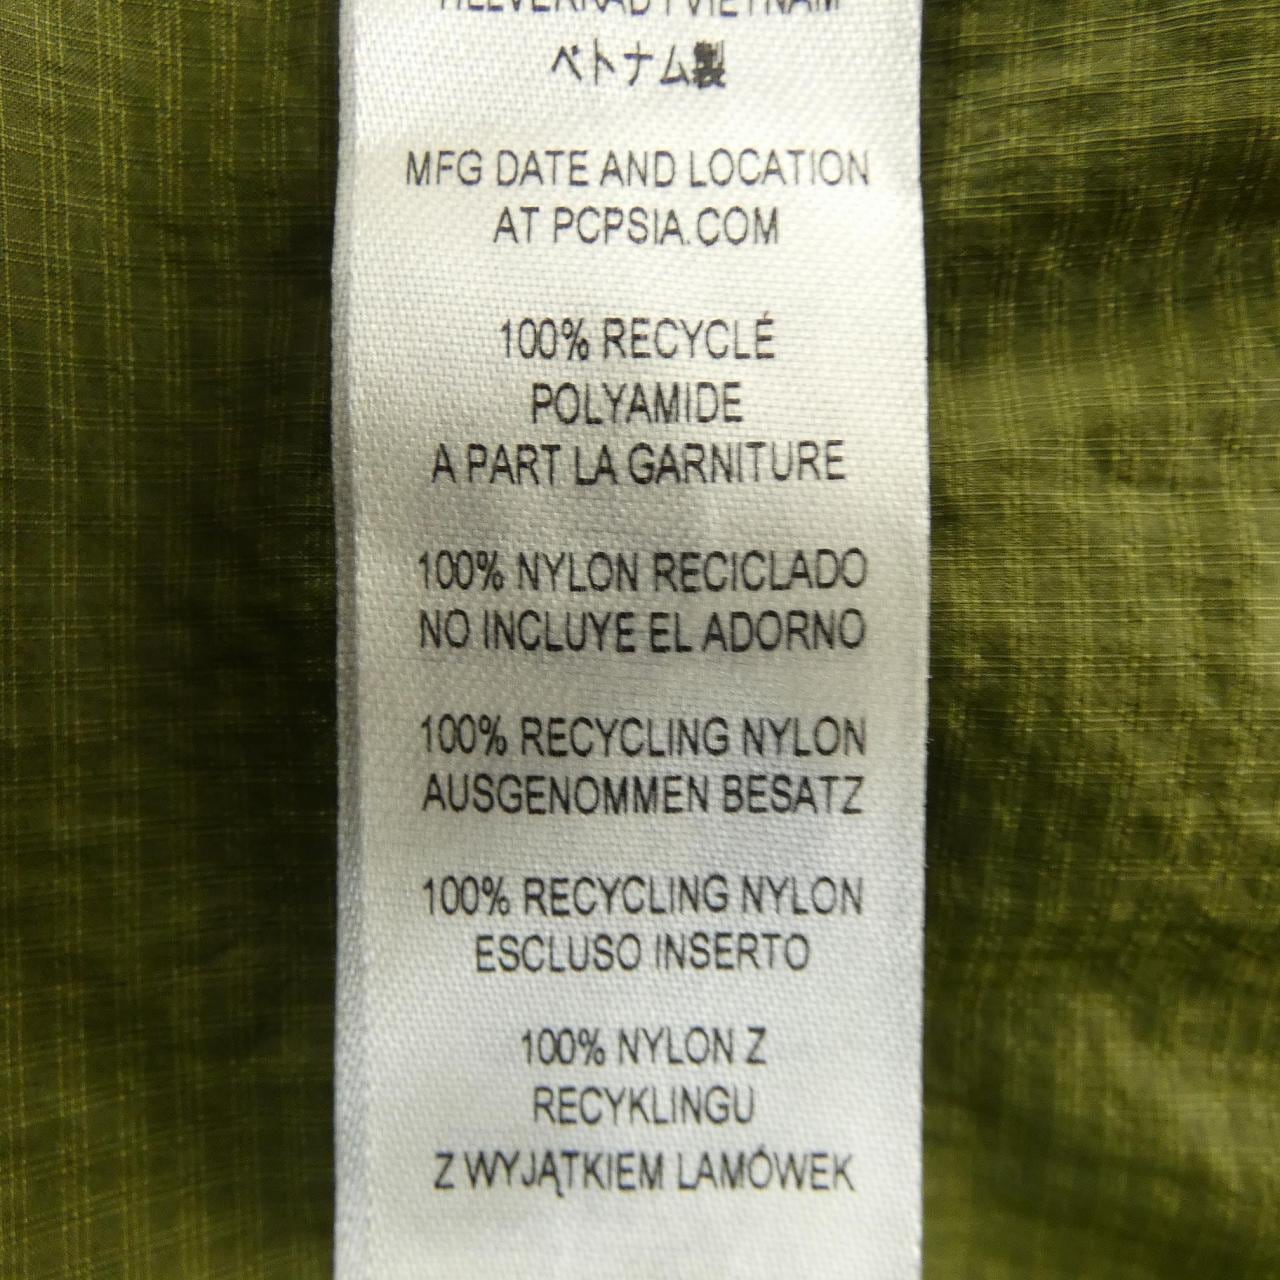 TILLVERKAD I VIETNAM
ベトナム製
MFG DATE AND LOCATION
AT PCPSIA.COM
100% RECYCLÉ
POLYAMIDE
A PART LA GARNITURE
100% NYLON RECICLADO
NO INCLUYE EL ADORNO
100% RECYCLING NYLON
AUSGENOMMEN BESATZ
100% RECYCLING NYLON
ESCLUSO INSERTO
100% NYLON Z
RECYKLINGU
Z WYJĄTKIEM LAMÓWEK